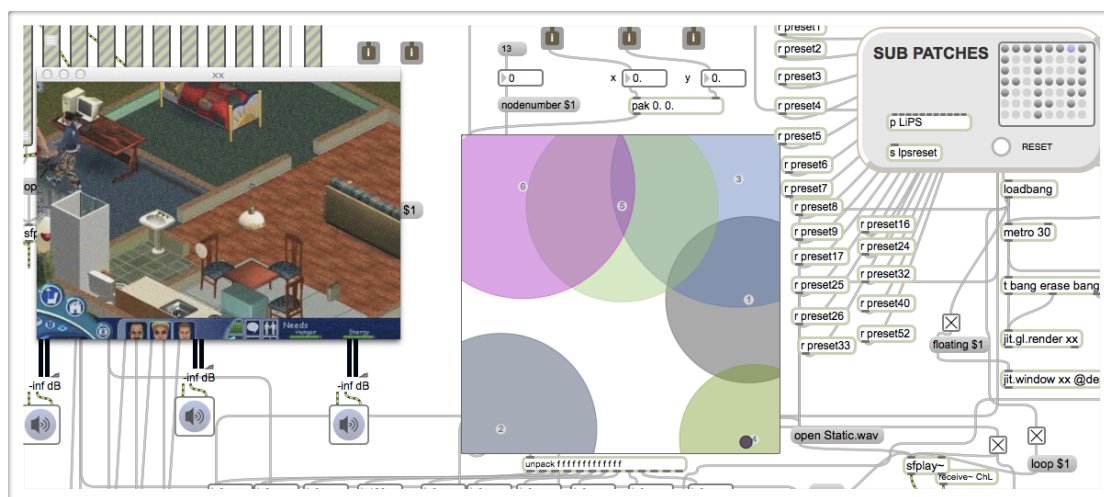 xx
Needs
Hunger
Energy
$1
-inf dB
-inf dB
-inf dB
13
0
nodenumber $1
x
0.
y
0.
pak 0. 0.
6
5
3
1
2
4
unpack f f f f f f f f f f f f f
r preset1
r preset2
r preset3
r preset4
r preset5
r preset6
r preset7
r preset8
r preset9
r preset17
r preset25
r preset26
r preset33
r preset16
r preset24
r preset32
r preset40
r preset52
SUB PATCHES
p LiPS
s lpsreset
RESET
loadbang
metro 30
t bang erase bang
floating $1
jit.gl.render xx
jit.window xx @de
open Static.wav
loop $1
sfplay~
receive~ ChL